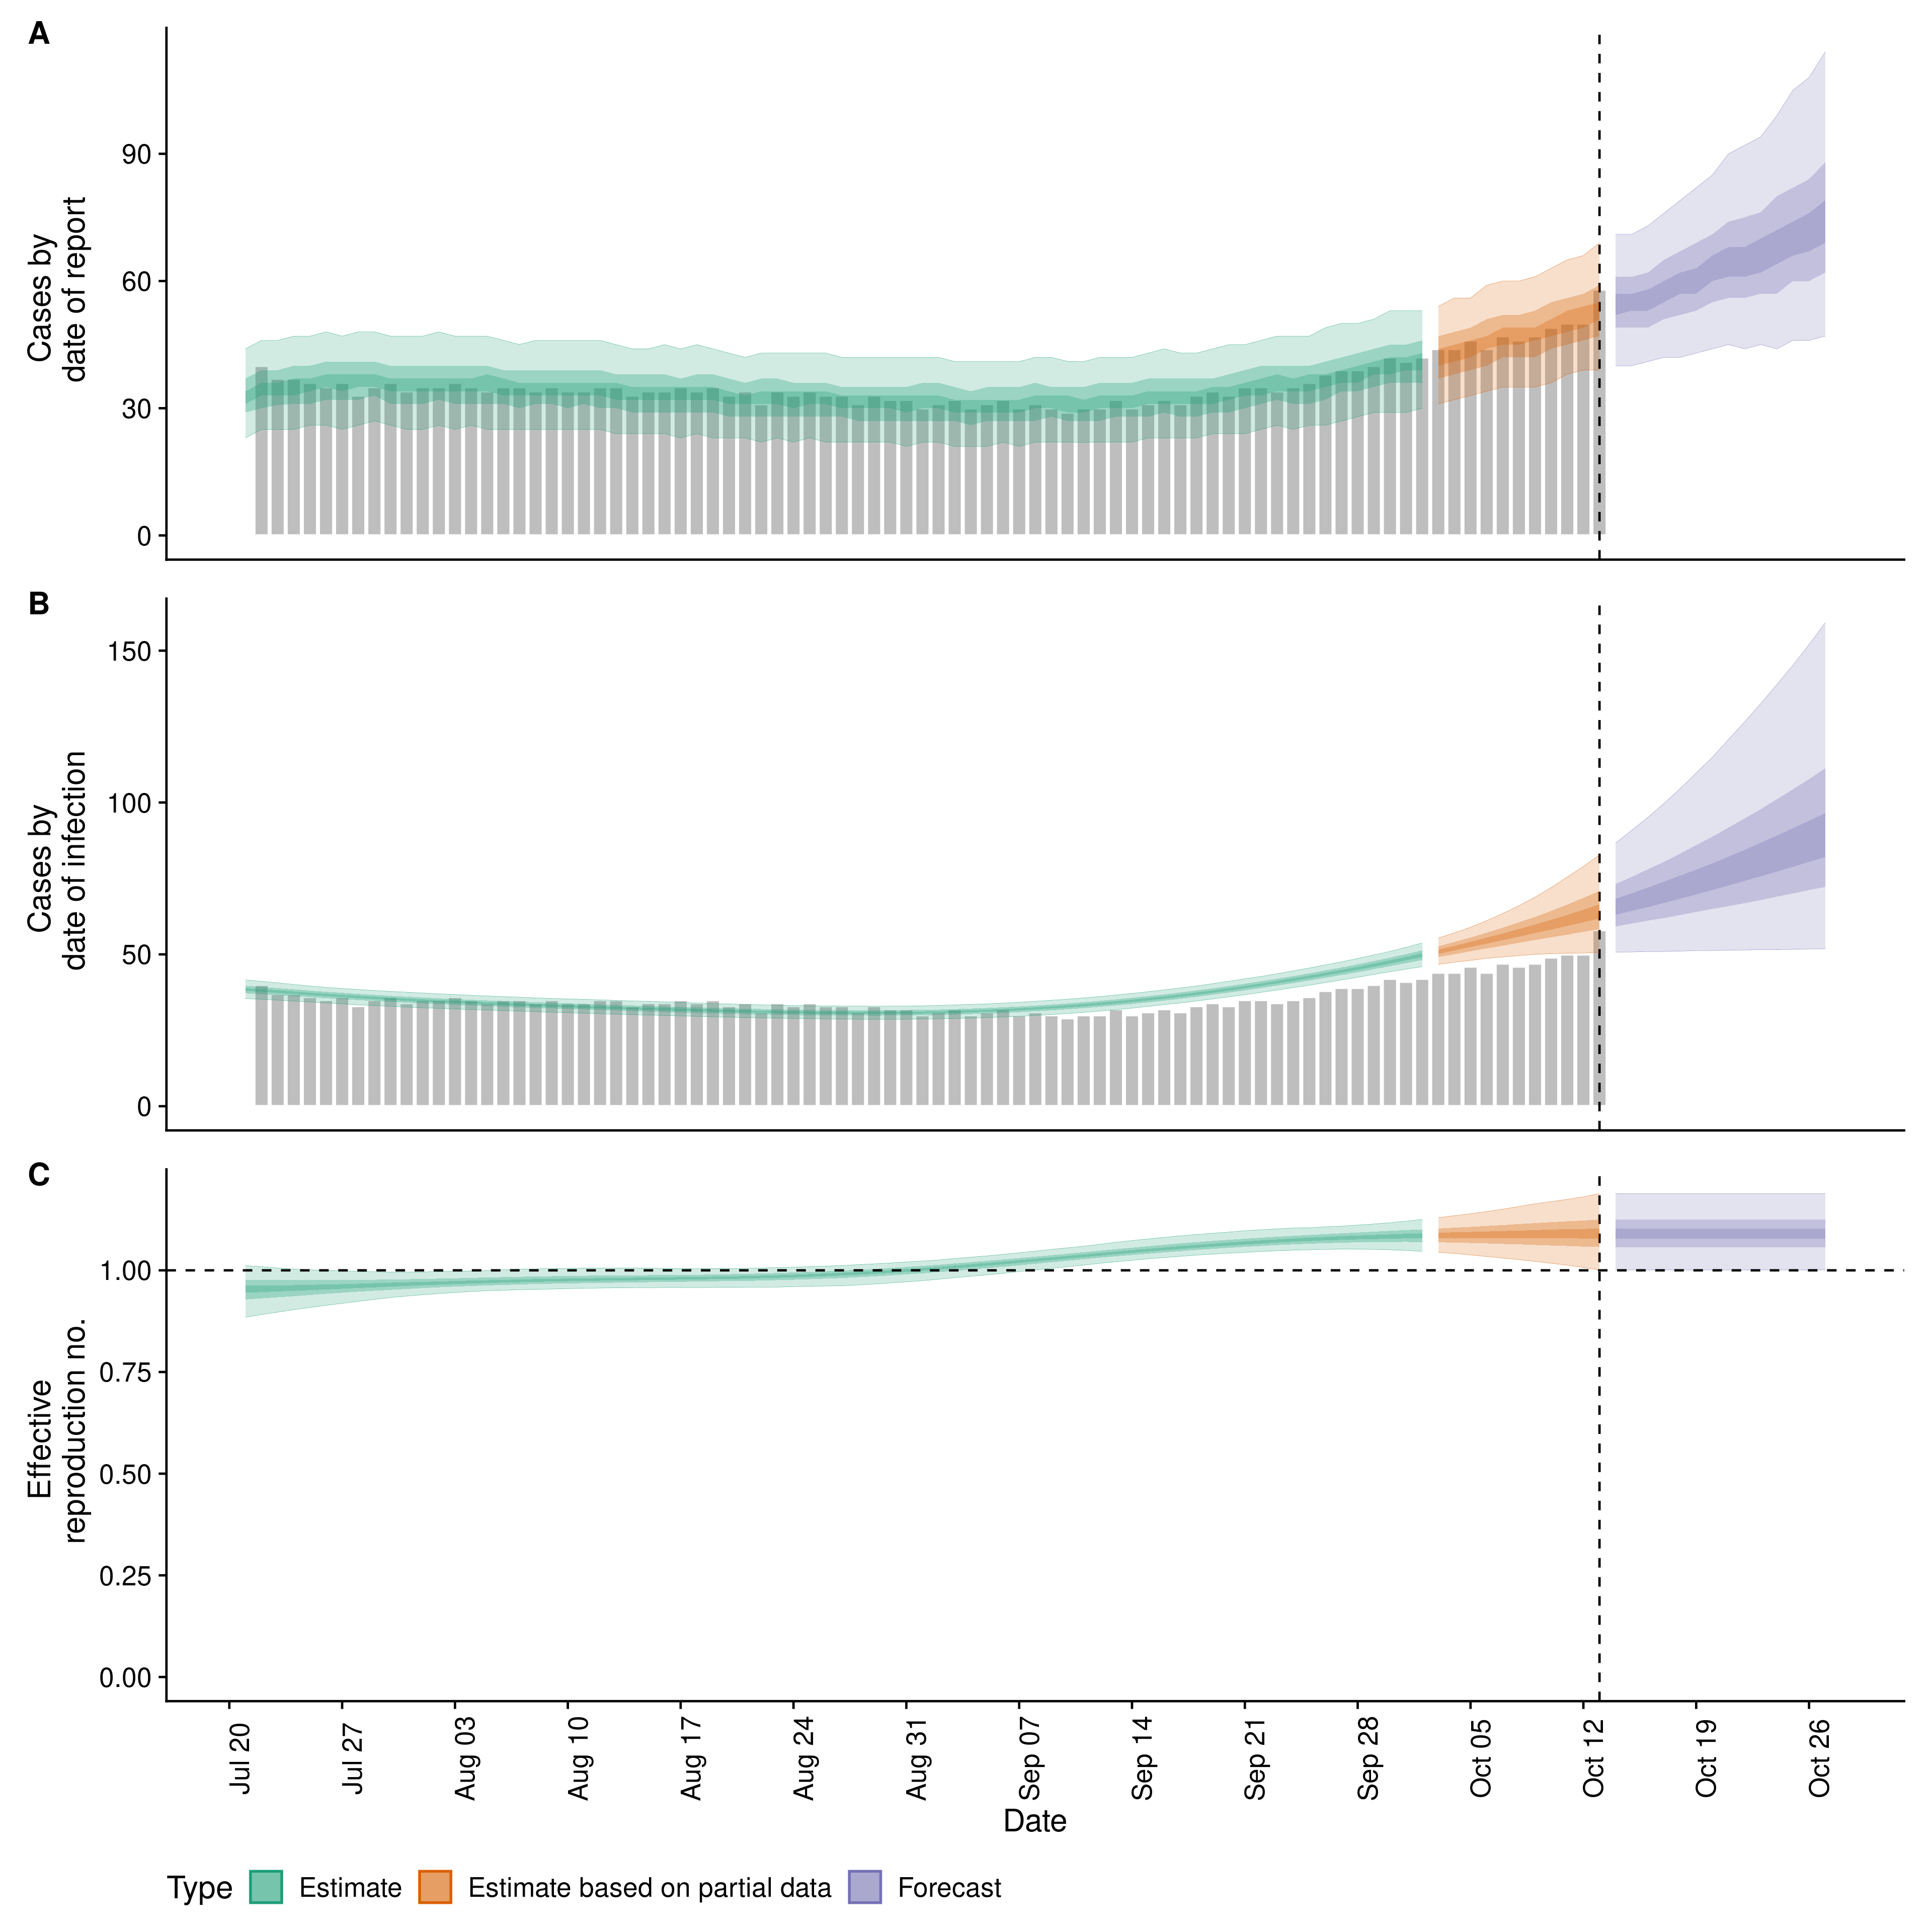 A
Cases by
date of report
90
60
30
0
B
Cases by
date of infection
150
100
50
0
C
Effective
reproduction no.
1.00
0.75
0.50
0.25
0.00
Jul 20
Jul 27
Aug 03
Aug 10
Aug 17
Aug 24
Aug 31
Sep 07
Sep 14
Sep 21
Sep 28
Oct 05
Oct 12
Oct 19
Oct 26
Date
Type Estimate Estimate based on partial data Forecast